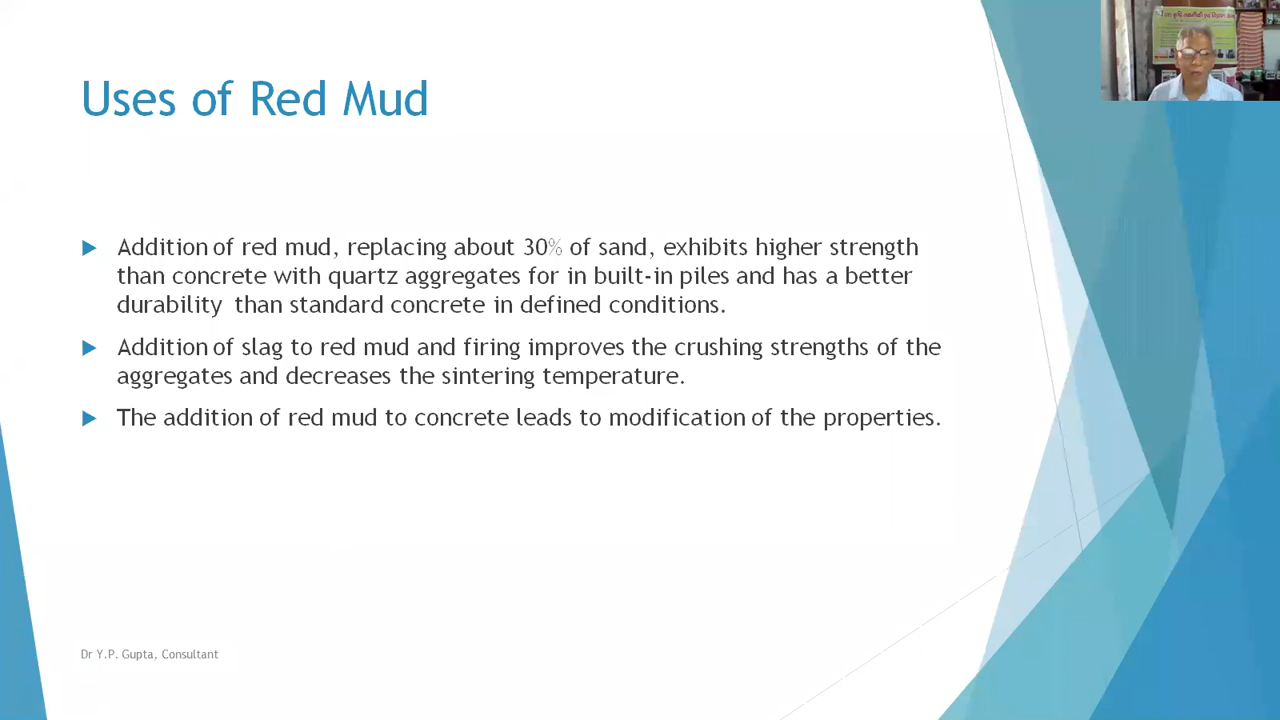 Uses of Red Mud
Addition of red mud, replacing about 30% of sand, exhibits higher strength
than concrete with quartz aggregates for in built-in piles and has a better
durability than standard concrete in defined conditions.
Addition of slag to red mud and firing improves the crushing strengths of the
aggregates and decreases the sintering temperature.
The addition of red mud to concrete leads to modification of the properties.
Dr Y.P. Gupta, Consultant